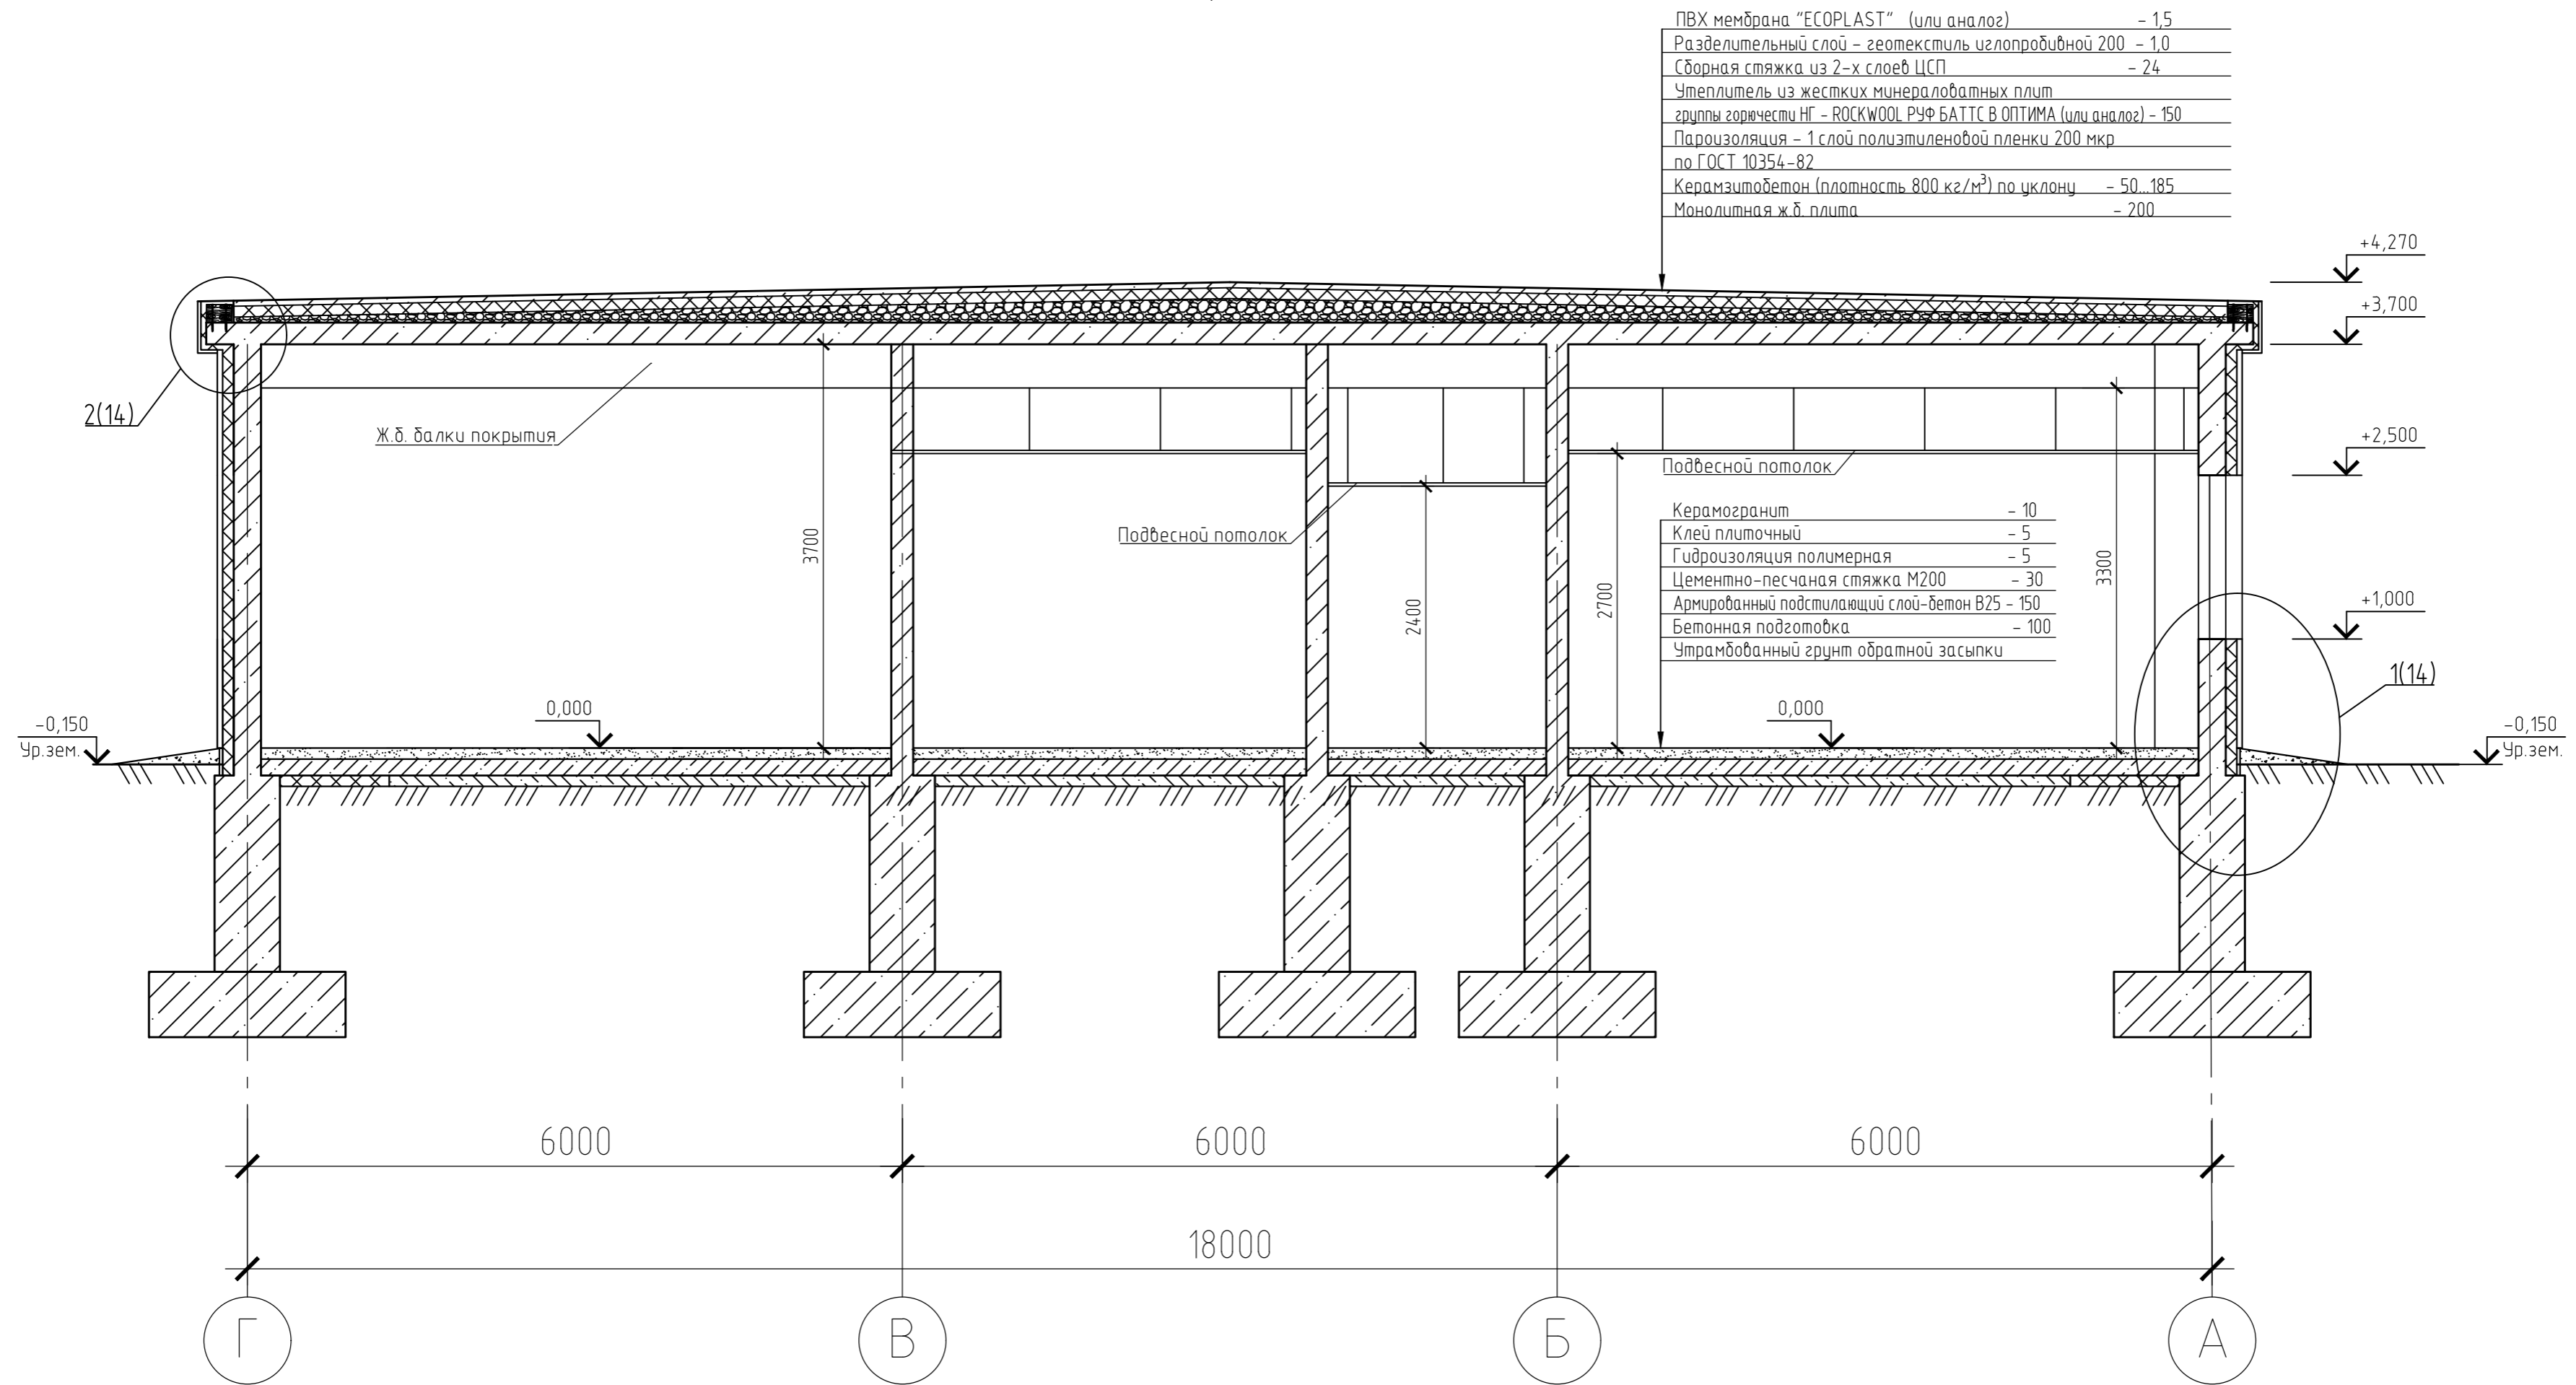 ПВХ мембрана "ECOPLAST" (или аналог) - 1,5
Разделительный слой - геотекстиль иглопробивной 200 - 1,0
Сборная стяжка из 2-х слоев ЦСП - 24
Утеплитель из жестких минераловатных плит
группы горючести НГ - ROCKWOOL РУФ БАТТС В ОПТИМА (или аналог) - 150
Пароизоляция - 1 слой полиэтиленовой пленки 200 мкр
по ГОСТ 10354-82
Керамзитобетон (плотность 800 кг/м³) по уклону - 50...185
Монолитная ж.б. плита - 200
+4,270
+3,700
2(14)
Ж.б. балки покрытия
+2,500
Подвесной потолок
Подвесной потолок
3700
2400
2700
3300
Керамогранит - 10
Клей плиточный - 5
Гидроизоляция полимерная - 5
Цементно-песчаная стяжка М200 - 30
Армированный подстилающий слой-бетон В25 - 150
Бетонная подготовка - 100
Утрамбованный грунт обратной засыпки
+1,000
1(14)
-0,150
Ур.зем.
0,000
0,000
-0,150
Ур.зем.
6000
6000
6000
18000
Г
В
Б
А